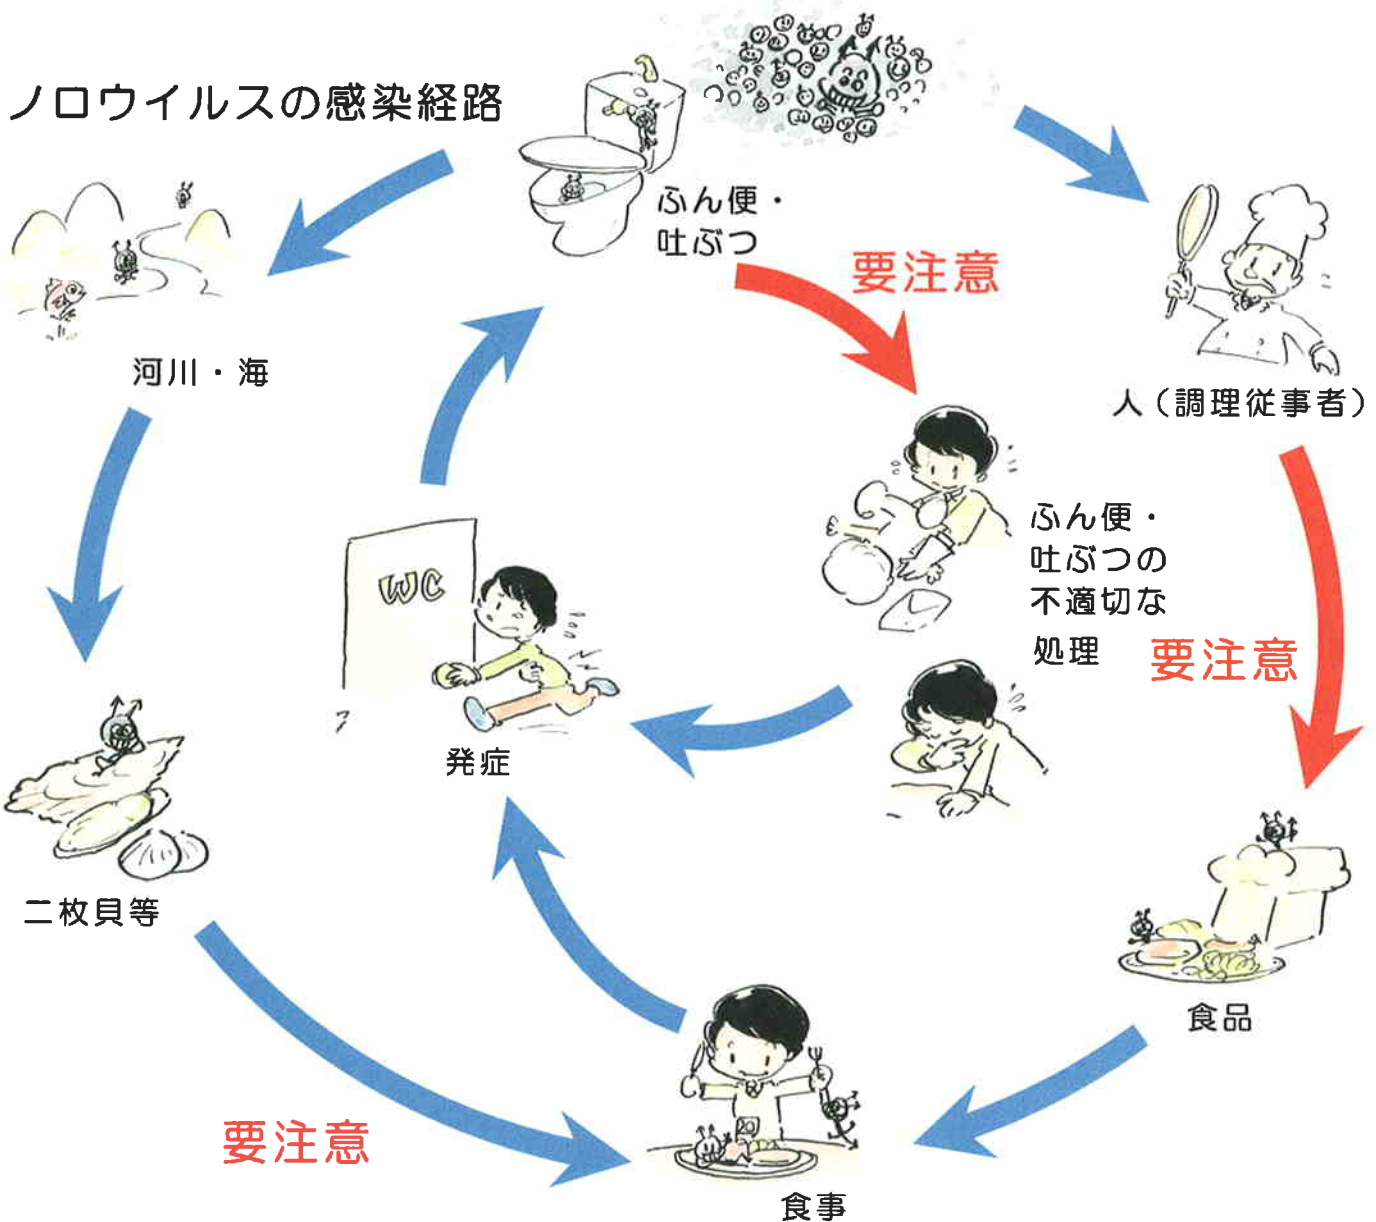 ノロウイルスの感染経路
ふん便・
吐ぶつ
要注意
河川・海
人（調理従事者）
ふん便・
吐ぶつの
不適切な
処理
要注意
WC
発症
二枚貝等
食品
要注意
20
食事